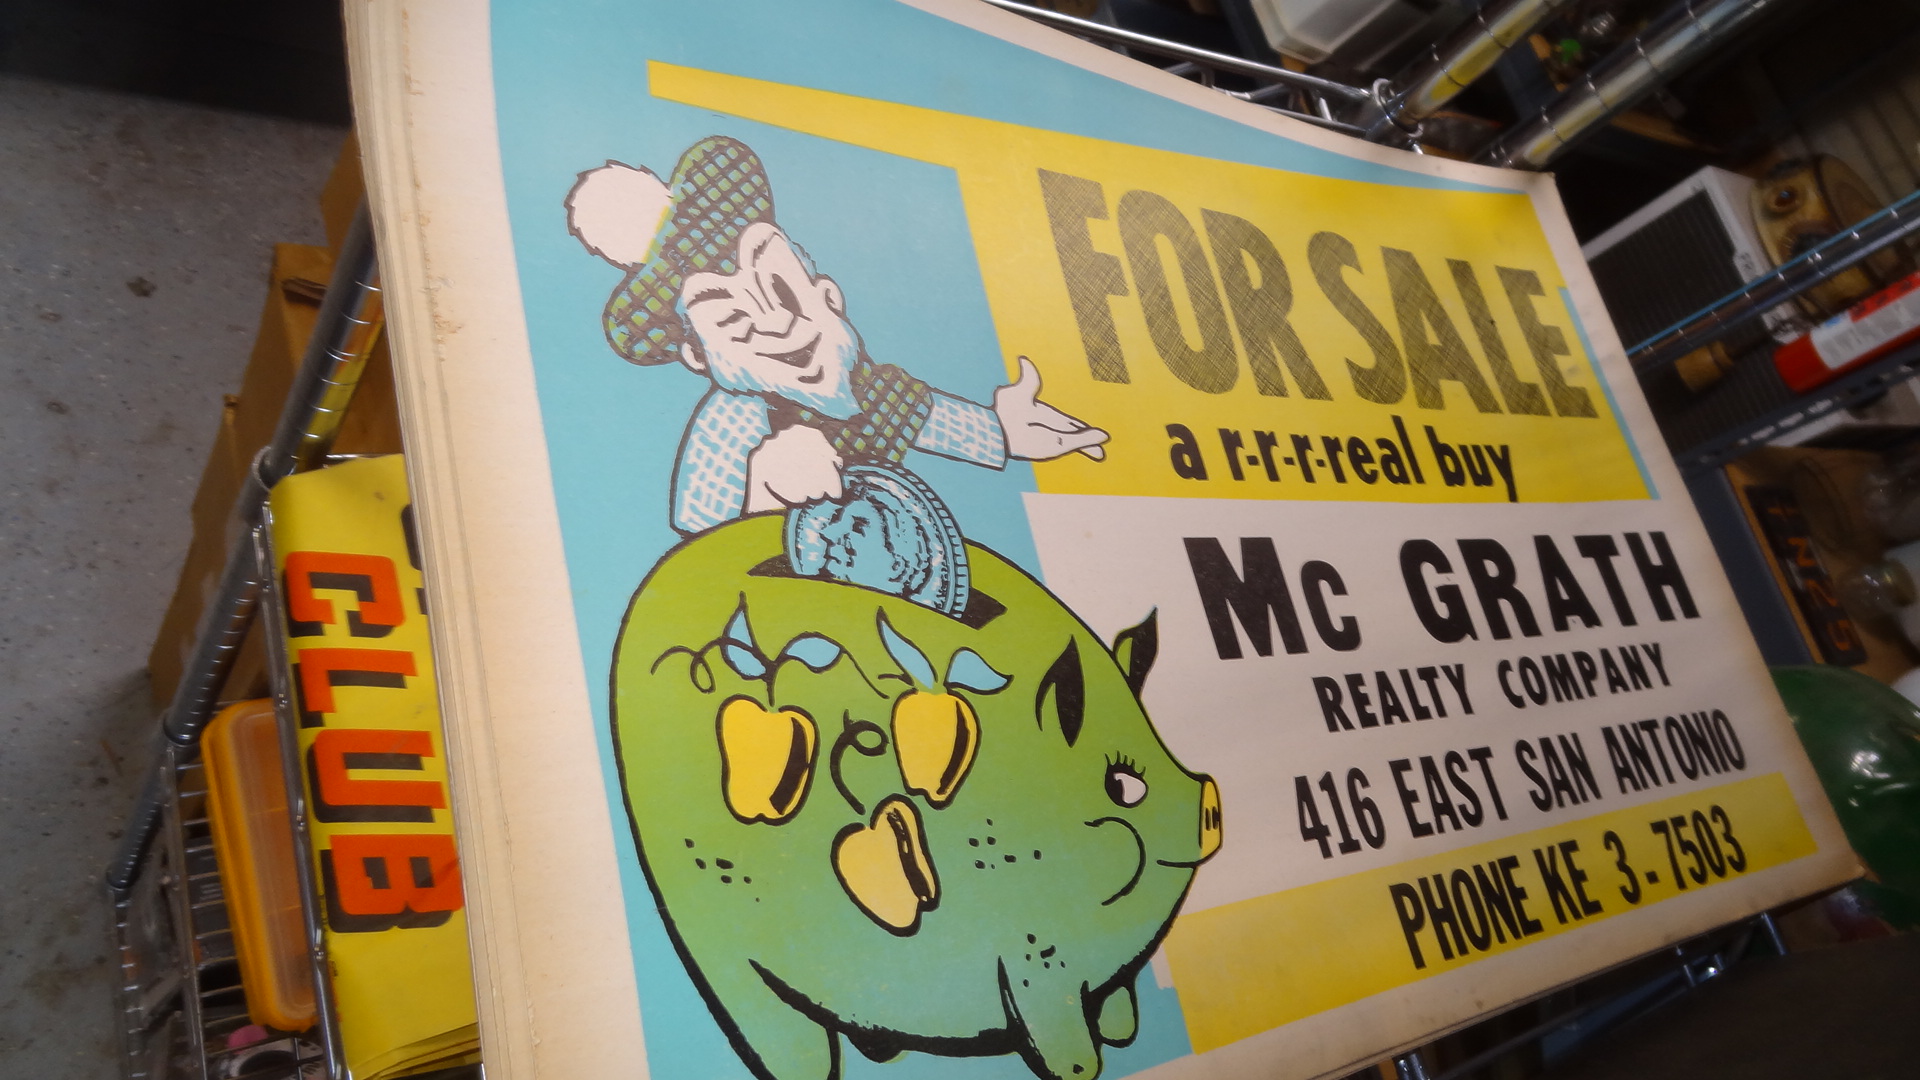 FOR SALE
a r-r-r-real buy
Mc GRATH
REALTY COMPANY
416 EAST SAN ANTONIO
PHONE KE 3-7503
CLUB